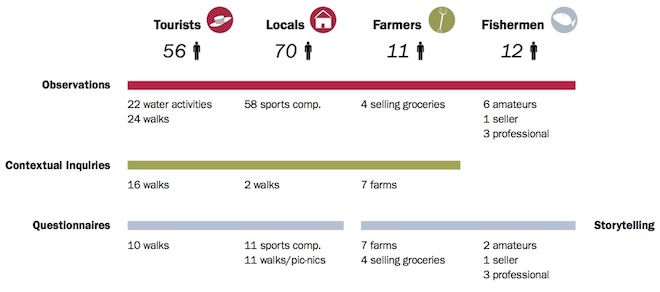 Tourists Locals Farmers Fishermen
56 70 11 12
Observations
22 water activities 58 sports comp. 4 selling groceries 6 amateurs
24 walks 1 seller
3 professional
Contextual Inquiries
16 walks 2 walks 7 farms
Questionnaires Storytelling
10 walks 11 sports comp. 7 farms 2 amateurs
11 walks/pic-nics 4 selling groceries 1 seller
3 professional